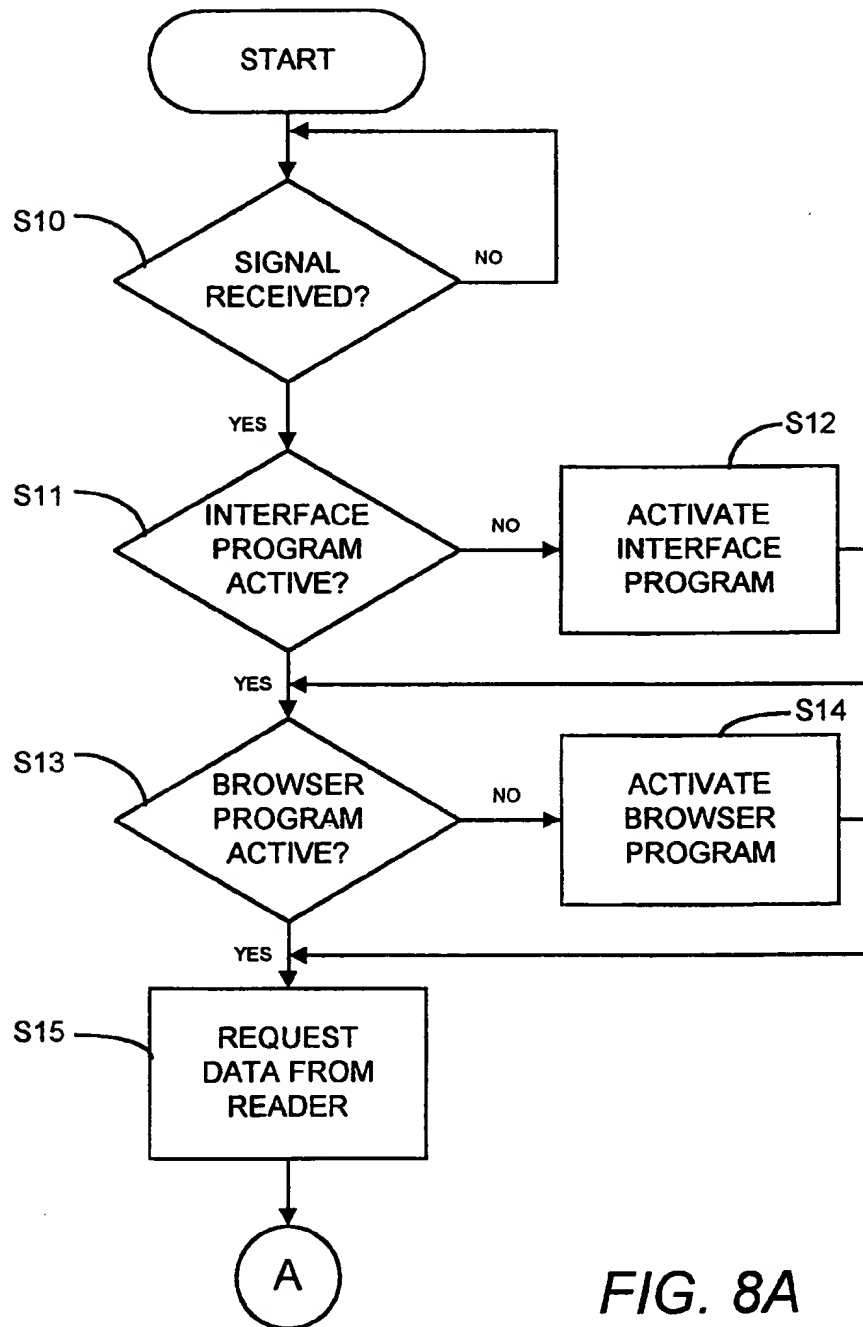 START
S10
SIGNAL
RECEIVED?
NO
YES
S11
INTERFACE
PROGRAM
ACTIVE?
NO
S12
ACTIVATE
INTERFACE
PROGRAM
YES
S13
BROWSER
PROGRAM
ACTIVE?
NO
S14
ACTIVATE
BROWSER
PROGRAM
YES
S15
REQUEST
DATA FROM
READER
A
FIG. 8A